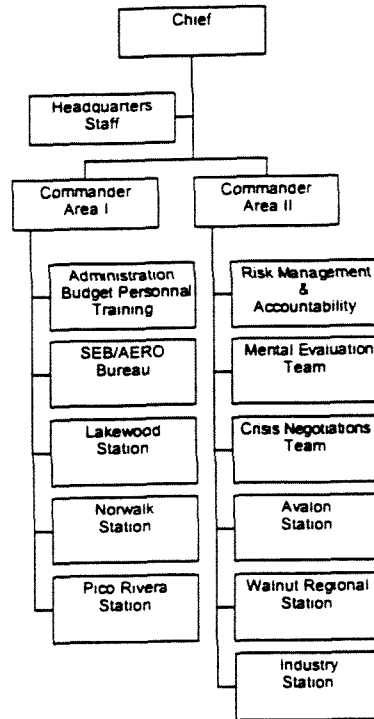 Chief
Headquarters
Staff
Commander
Area I
Commander
Area II
Administration
Budget Personnal
Training
SEB/AERO
Bureau
Lakewood
Station
Norwalk
Station
Pico Rivera
Station
Risk Management
&
Accountability
Mental Evaluation
Team
Crisis Negotiations
Team
Avalon
Station
Walnut Regional
Station
Industry
Station